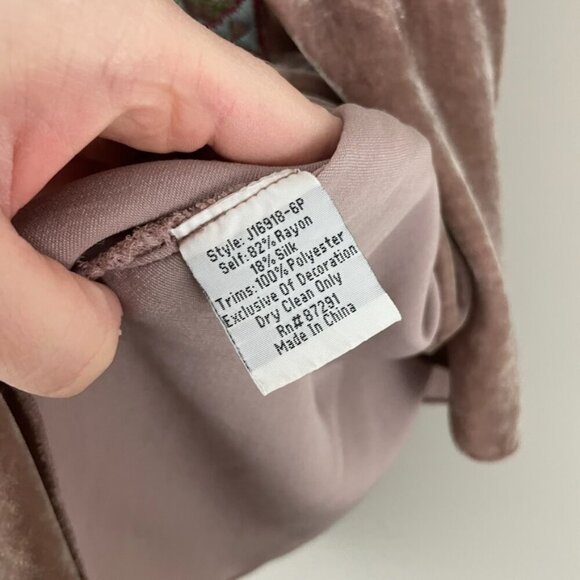 Style: J16918-6P
Self:82% Rayon
18% Silk
Trims:100% Polyester
Exclusive Of Decoration
Dry Clean Only
Rn# 87291
Made In China